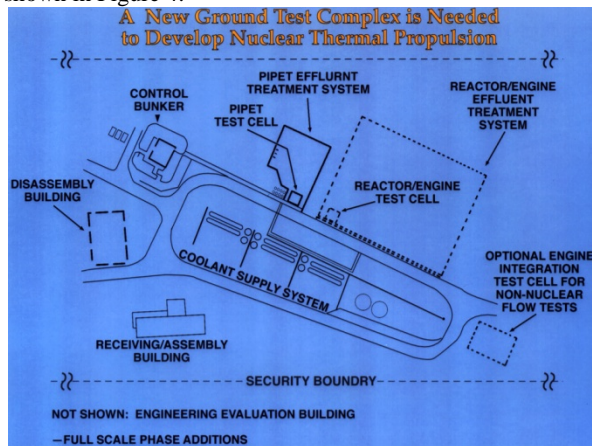 shown in Figure 4.
A New Ground Test Complex is Needed
to Develop Nuclear Thermal Propulsion
PIPET EFFLURNT
TREATMENT SYSTEM
REACTOR/ENGINE
EFFLUENT
TREATMENT
SYSTEM
CONTROL
BUNKER
PIPET
TEST CELL
DISASSEMBLY
BUILDING
REACTOR/ENGINE
TEST CELL
OPTIONAL ENGINE
INTEGRATION
TEST CELL FOR
NON-NUCLEAR
FLOW TESTS
COOLANT SUPPLY SYSTEM
RECEIVING/ASSEMBLY
BUILDING
SECURITY BOUNDRY
NOT SHOWN: ENGINEERING EVALUATION BUILDING
—FULL SCALE PHASE ADDITIONS